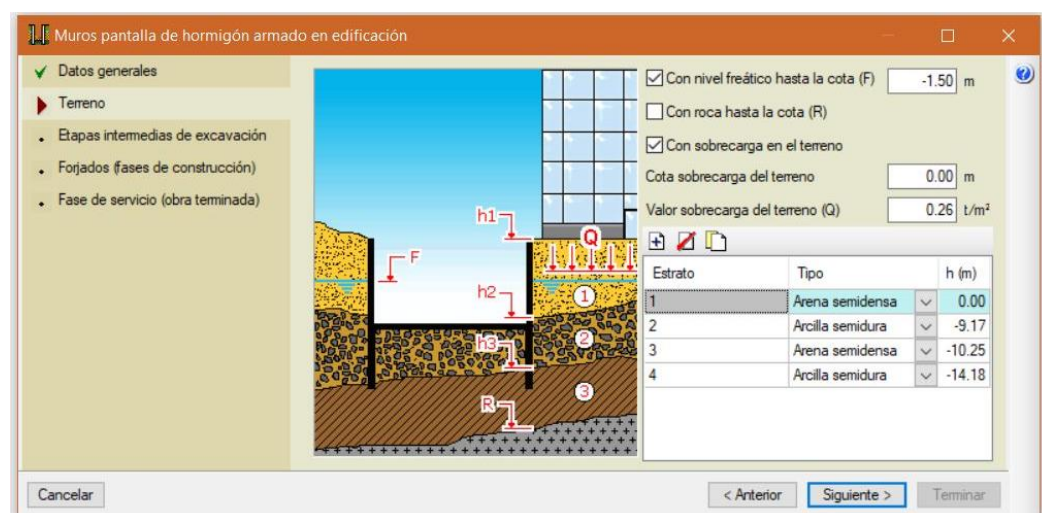 Muros pantalla de hormigón armado en edificación
Datos generales
Terreno
Etapas intermedias de excavación
Forjados (fases de construcción)
Fase de servicio (obra terminada)
h1
Q
F
h2
1
h3
2
3
R
Con nivel freático hasta la cota (F) -1.50 m
Con roca hasta la cota (R)
Con sobrecarga en el terreno
Cota sobrecarga del terreno 0.00 m
Valor sobrecarga del terreno (Q) 0.26 t/m²
Estrato Tipo h (m)
1 Arena semidensa 0.00
2 Arcilla semidura -9.17
3 Arena semidensa -10.25
4 Arcilla semidura -14.18
Cancelar < Anterior Siguiente > Terminar